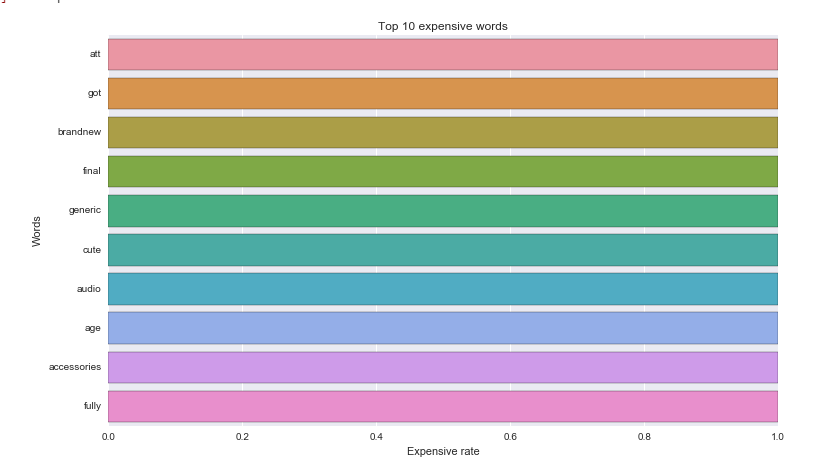 Top 10 expensive words
att
got
brandnew
final
generic
cute
audio
age
accessories
fully
Words
0.0 0.2 0.4 0.6 0.8 1.0
Expensive rate